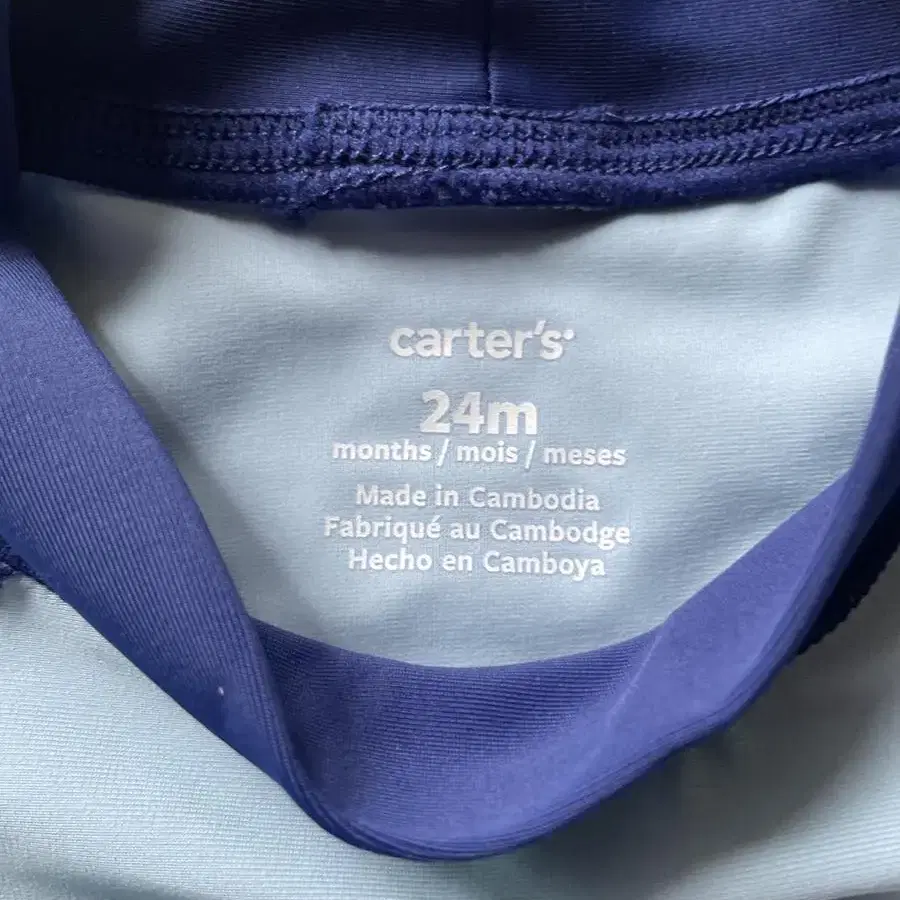 carter's
24m
months / mois / meses
Made in Cambodia
Fabriqué au Cambodge
Hecho en Camboya